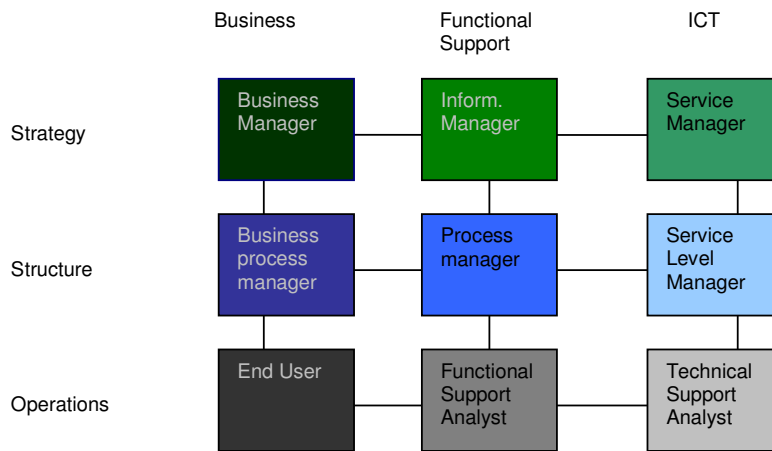 Business
Functional
Support
ICT
Strategy
Business
Manager
Inform.
Manager
Service
Manager
Structure
Business
process
manager
Process
manager
Service
Level
Manager
Operations
End User
Functional
Support
Analyst
Technical
Support
Analyst